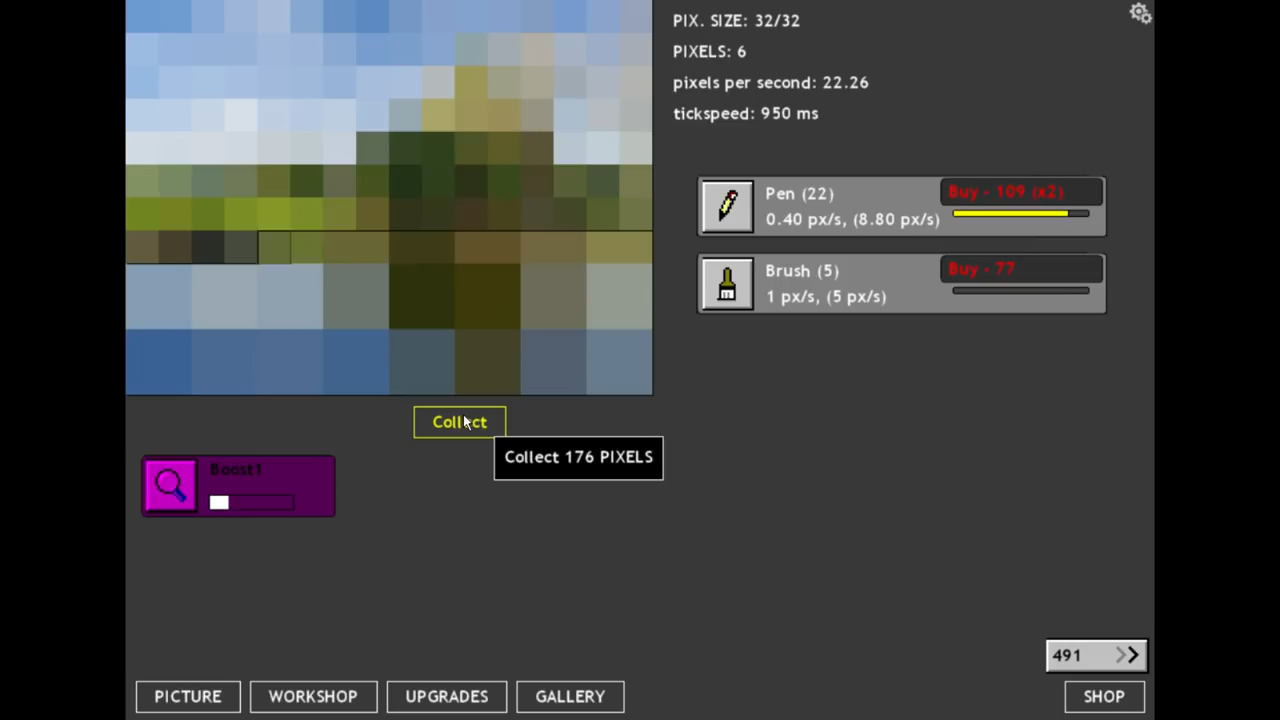 PIX. SIZE: 32/32
PIXELS: 6
pixels per second: 22.26
tickspeed: 950 ms
Pen (22)
Buy - 109 (x2)
0.40 px/s, (8.80 px/s)
Brush (5)
Buy - 77
1 px/s, (5 px/s)
Collect
Collect 176 PIXELS
Boost1
491
PICTURE
WORKSHOP
UPGRADES
GALLERY
SHOP